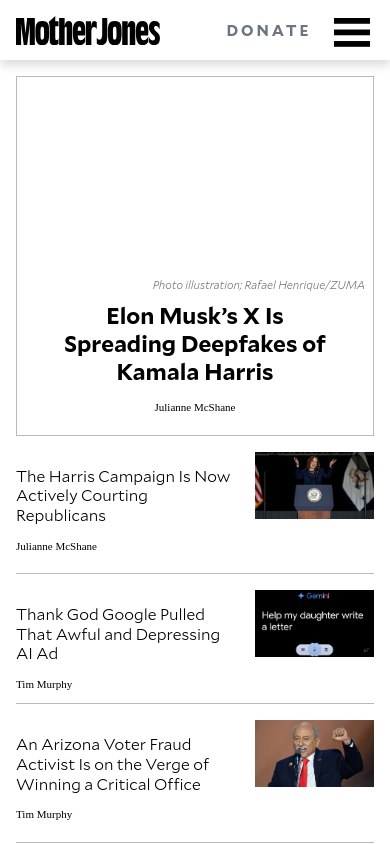 Mother Jones
DONATE
Photo illustration; Rafael Henrique/ZUMA
Elon Musk’s X Is
Spreading Deepfakes of
Kamala Harris
Julianne McShane
The Harris Campaign Is Now
Actively Courting
Republicans
Julianne McShane
Thank God Google Pulled
That Awful and Depressing
AI Ad
Tim Murphy
Gemini
Help my daughter write
a letter
An Arizona Voter Fraud
Activist Is on the Verge of
Winning a Critical Office
Tim Murphy